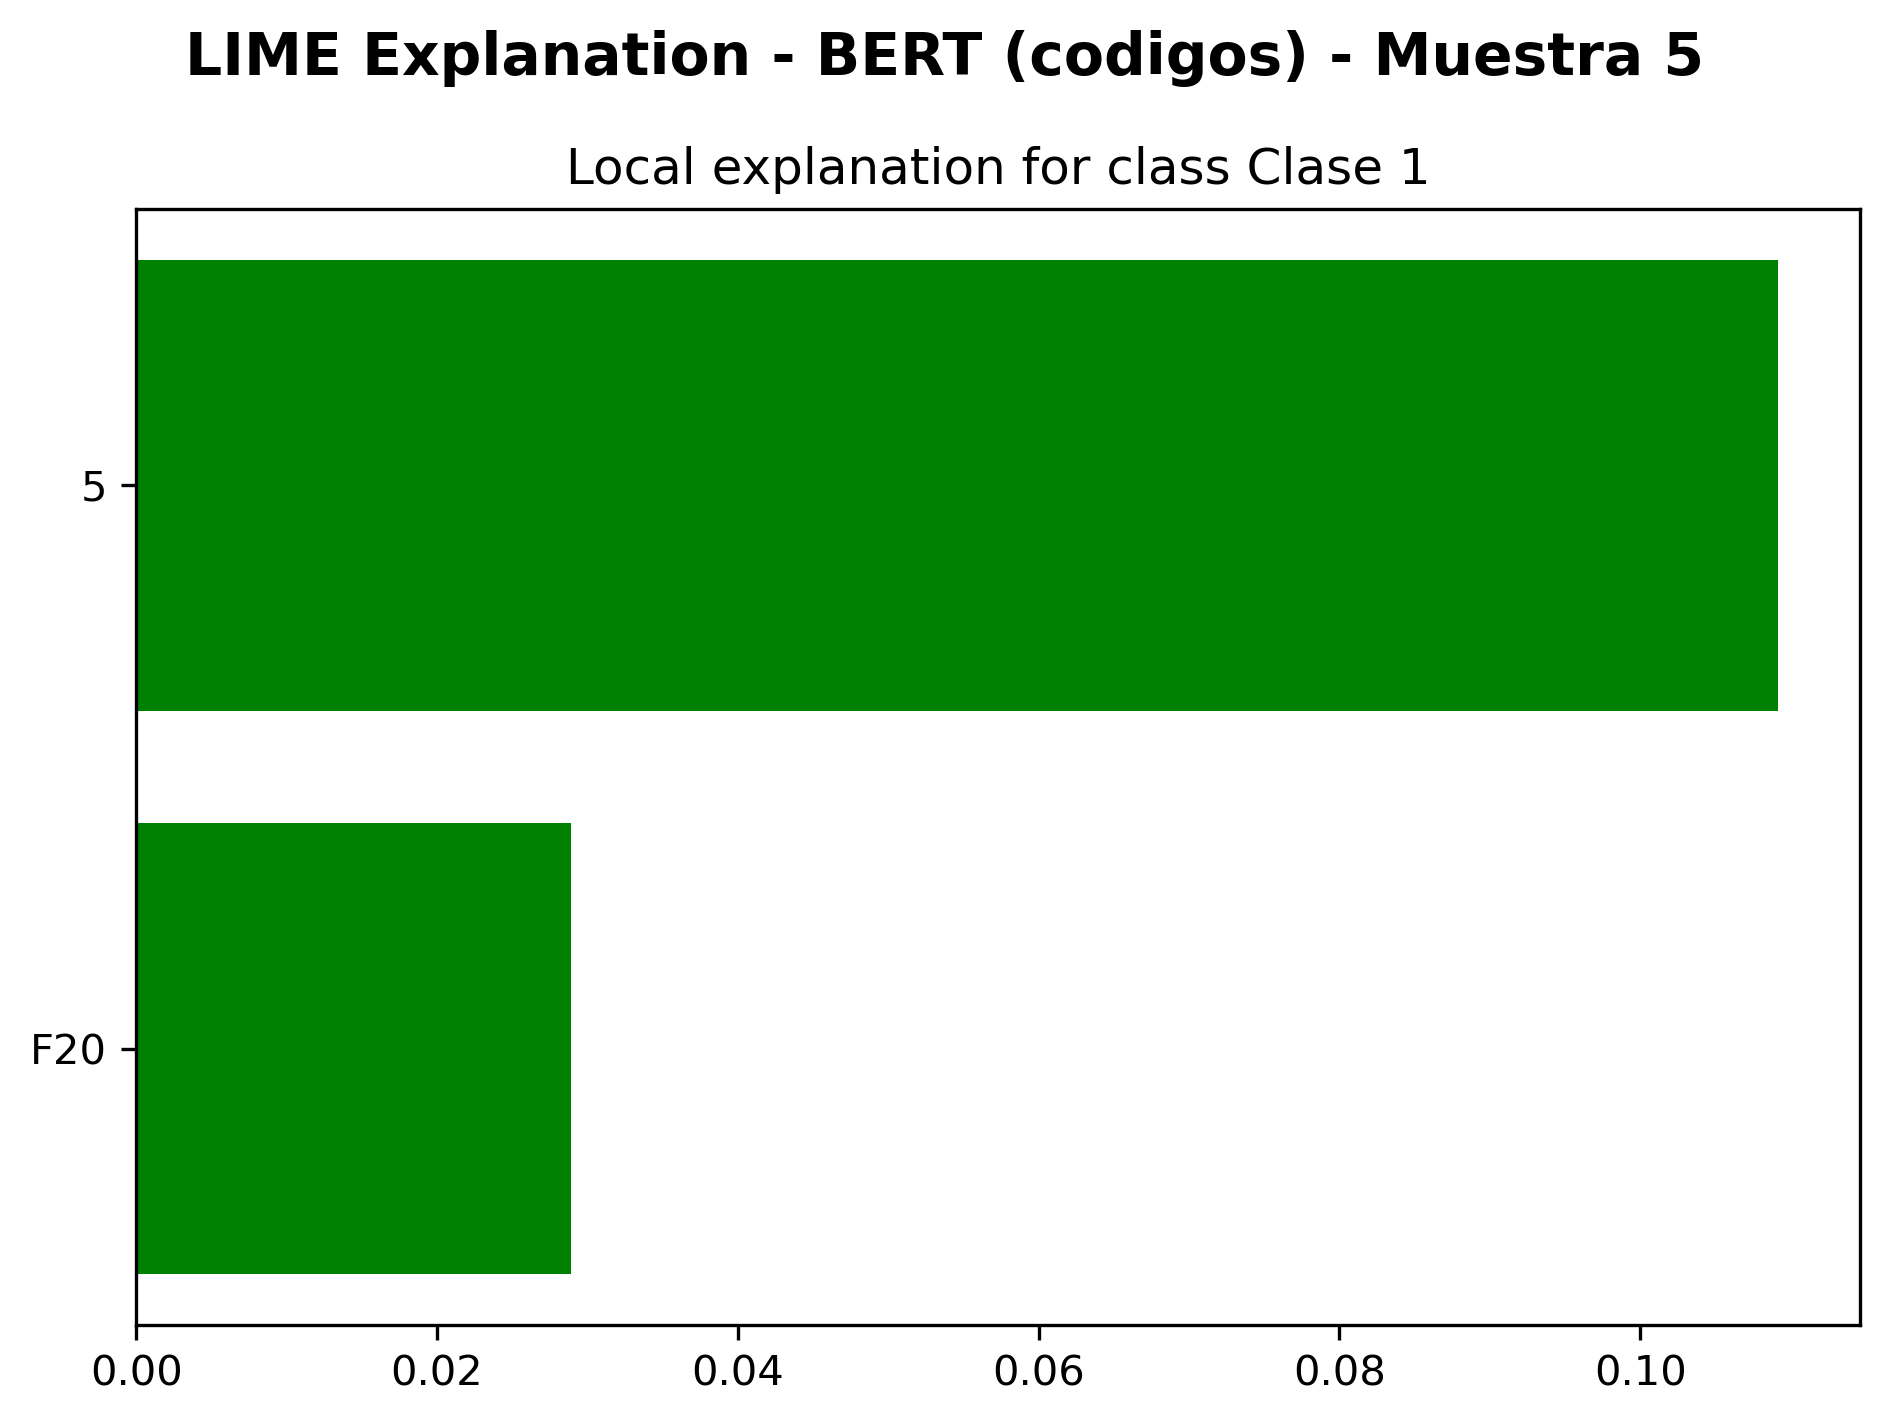 LIME Explanation - BERT (codigos) - Muestra 5
Local explanation for class Clase 1
5
F20
0.00 0.02 0.04 0.06 0.08 0.10